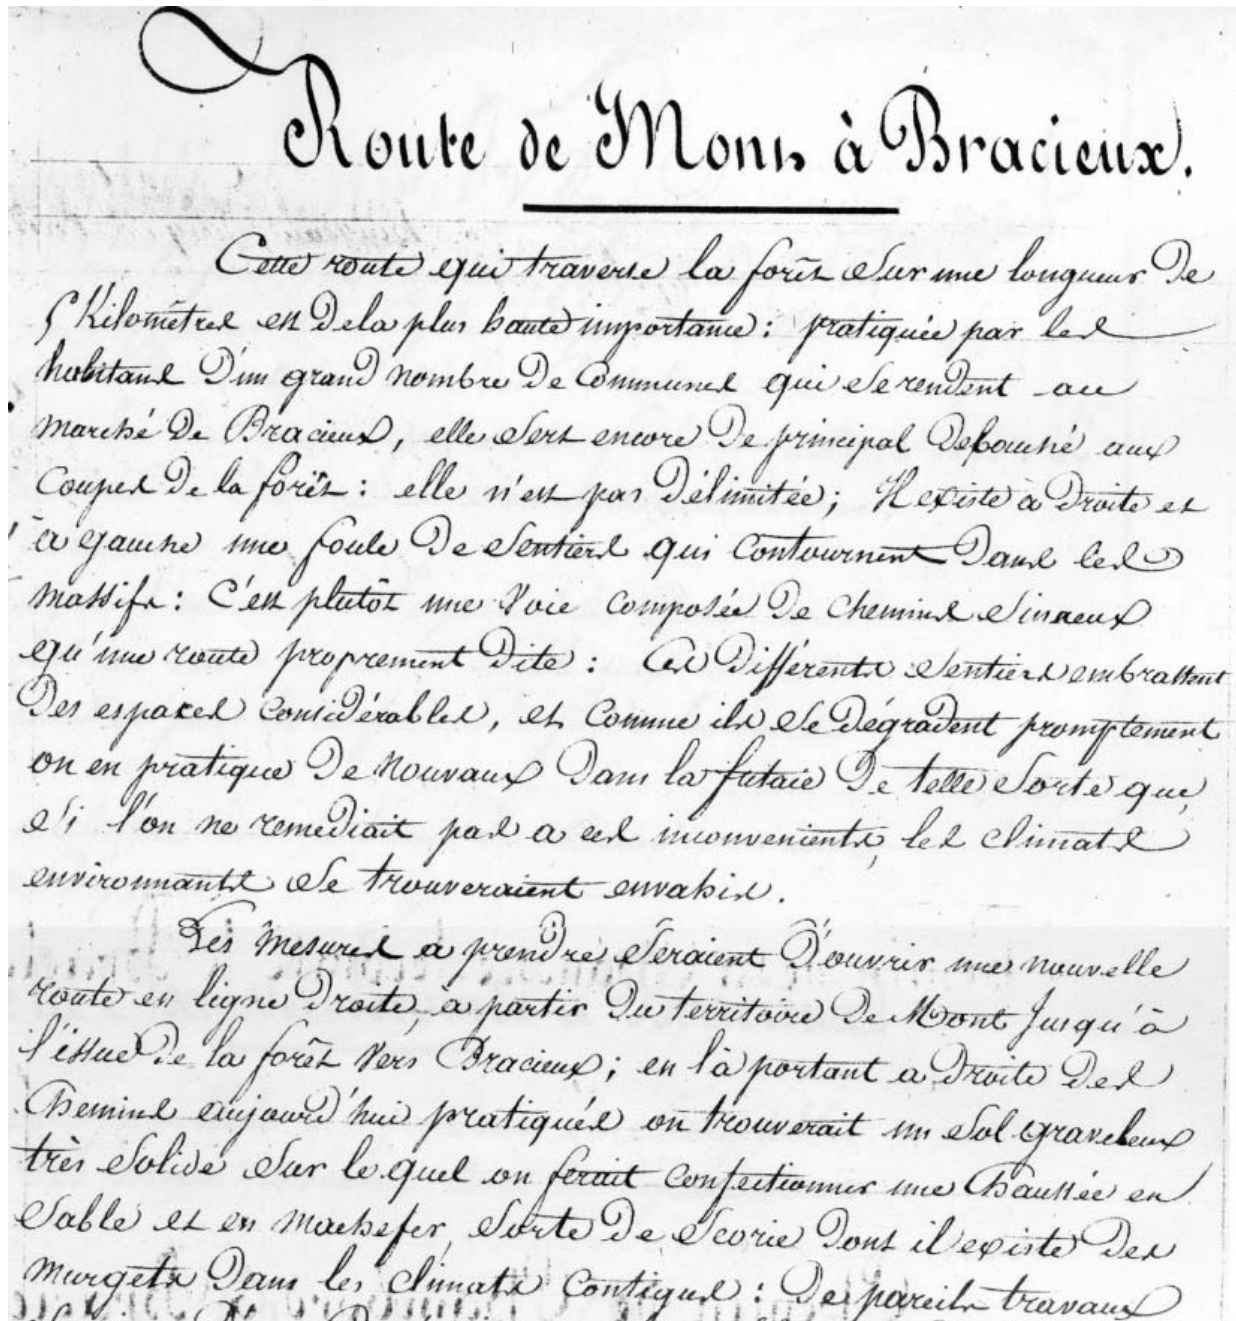 Route de Monts à Bracieux.
Cette route qui traverse la forêt sur une longueur de
5 Kilomètres est de la plus haute importance : pratiquée par les
habitans d'un grand nombre de Communes qui se rendent au
marché de Bracieux, elle sert encore de principal debouché aux
Coupes de la forêt : elle n'est pas délimitée ; Il existe à droite et
à gauche une foule de sentiers qui contournent dans les
massifs : C'est plutôt une voie composée de chemins sinueux
qu'une route proprement dite : Ces différents sentiers embrassent
des espaces considérables, et comme ils se dégradent promptement
on en pratique de nouvaux dans la futaie de telle sorte que,
si l'on ne remediait pas a ces inconvenients, les climats
environnants se trouveraient envahis.
Les mesures a prendre seraient d'ouvrir une nouvelle
route en ligne droite, à partir du territoire de Mont jusqu'à
l'issue de la forêt vers Bracieux ; en la portant a droite des
chemins aujourd'hui pratiqués on trouverait un sol graveleux
très solide sur le quel on ferait confectionner une chaussée en
sable et en machefer, sorte de scorie dont il existe des
murgets dans les climats contigus : de pareils travaux